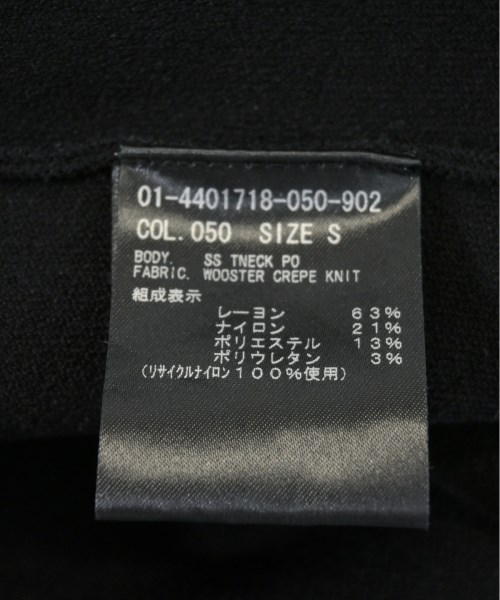 01-4401718-050-902
COL.050 SIZE S
BODY. SS TNECK PO
FABRIC. WOOSTER CREPE KNIT
組成表示
レーヨン 63%
ナイロン 21%
ポリエステル 13%
ポリウレタン 3%
(リサイクルナイロン100%使用)